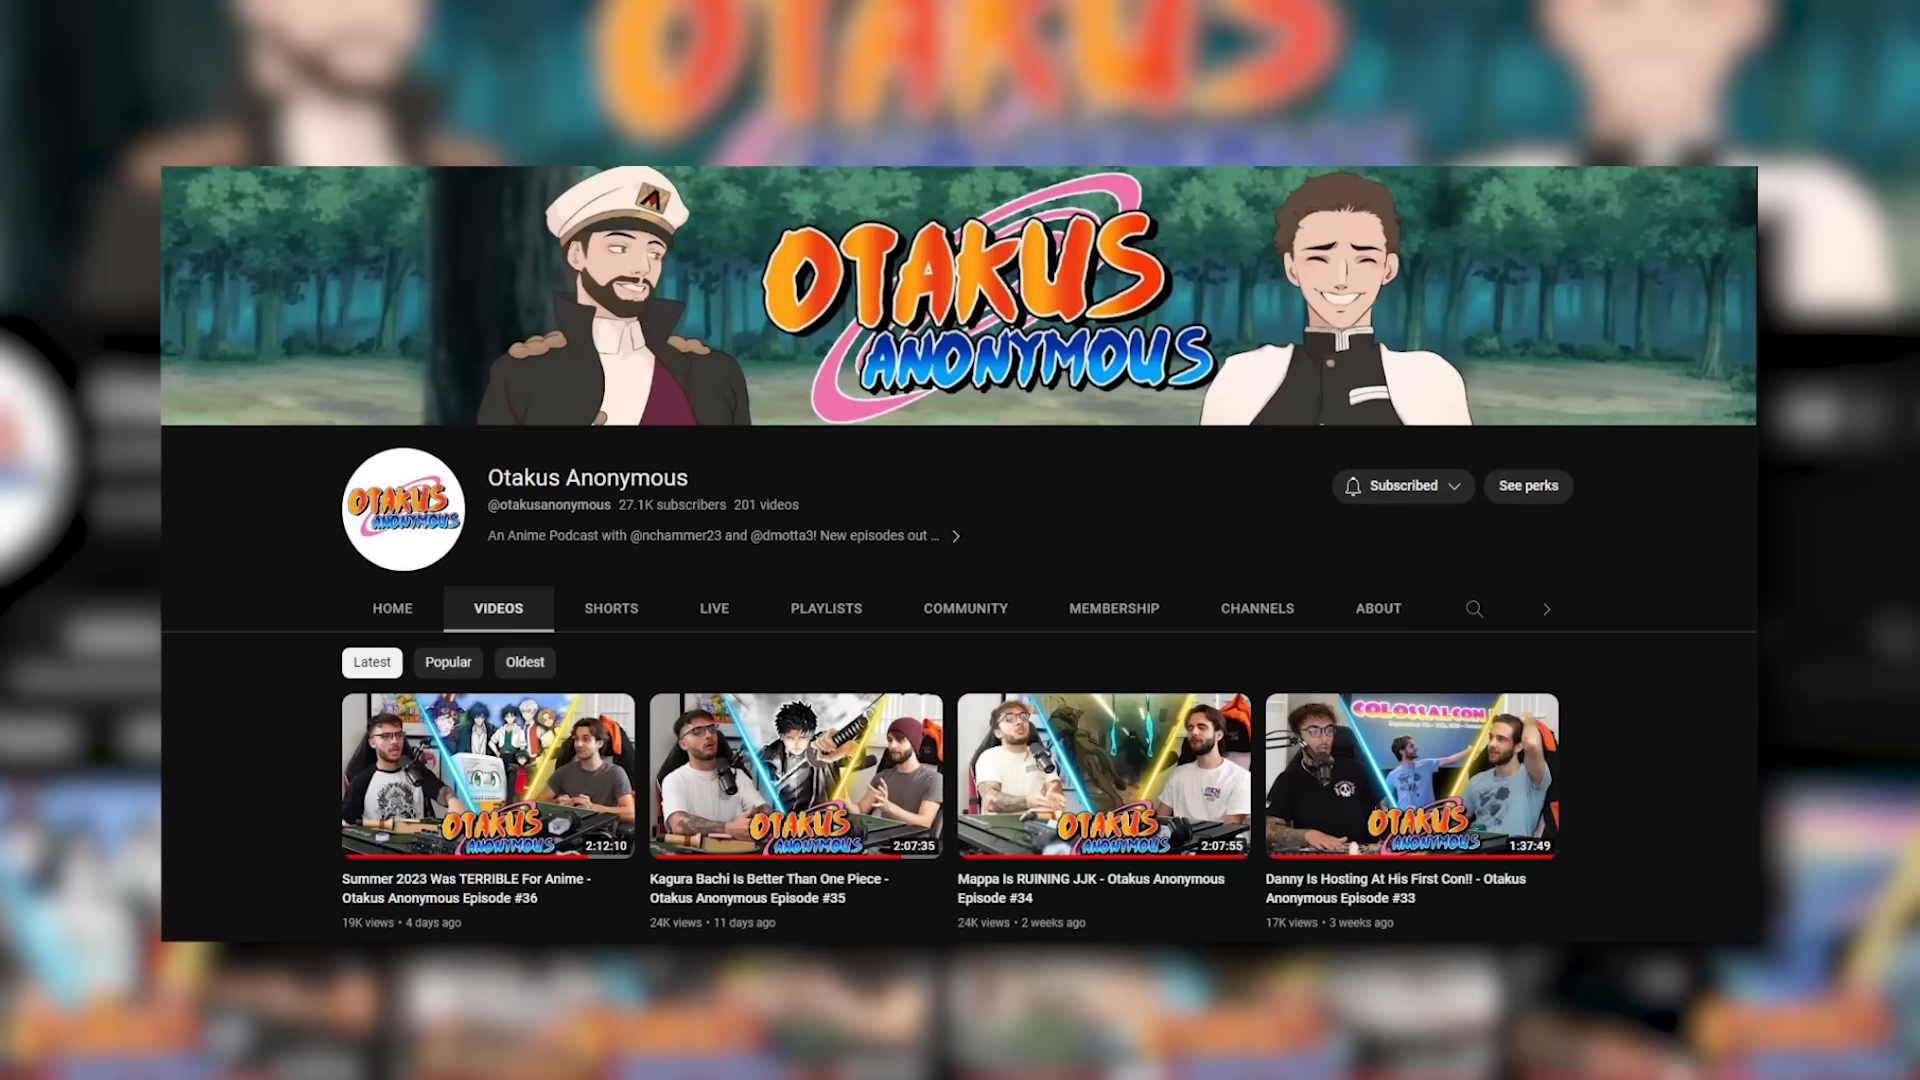 OTAKUS
ANONYMOUS
OTAKUS
ANONYMOUS
Otakus Anonymous
@otakusanonymous 27.1K subscribers 201 videos
An Anime Podcast with @nchammer23 and @dmotta3! New episodes out ...
Subscribed
See perks
HOME VIDEOS SHORTS LIVE PLAYLISTS COMMUNITY MEMBERSHIP CHANNELS ABOUT
Latest Popular Oldest
OTAKUS
ANONYMOUS
2:12:10
OTAKUS
ANONYMOUS
2:07:35
OTAKUS
ANONYMOUS
2:07:55
COLOSSALCON
OTAKUS
ANONYMOUS
1:37:49
Summer 2023 Was TERRIBLE For Anime -
Otakus Anonymous Episode #36
19K views • 4 days ago
Kagura Bachi Is Better Than One Piece -
Otakus Anonymous Episode #35
24K views • 11 days ago
Mappa Is RUINING JJK - Otakus Anonymous
Episode #34
24K views • 2 weeks ago
Danny Is Hosting At His First Con!! - Otakus
Anonymous Episode #33
17K views • 3 weeks ago